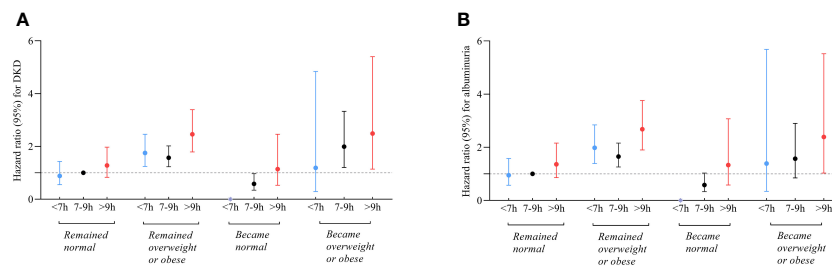 A
Hazard ratio (95%) for DKD
6
4
2
1
0
<7h 7-9h >9h <7h 7-9h >9h <7h 7-9h >9h <7h 7-9h >9h
Remained
normal
Remained
overweight
or obese
Became
normal
Became
overweight
or obese
B
Hazard ratio (95%) for albuminuria
6
4
2
1
0
<7h 7-9h >9h <7h 7-9h >9h <7h 7-9h >9h <7h 7-9h >9h
Remained
normal
Remained
overweight
or obese
Became
normal
Became
overweight
or obese